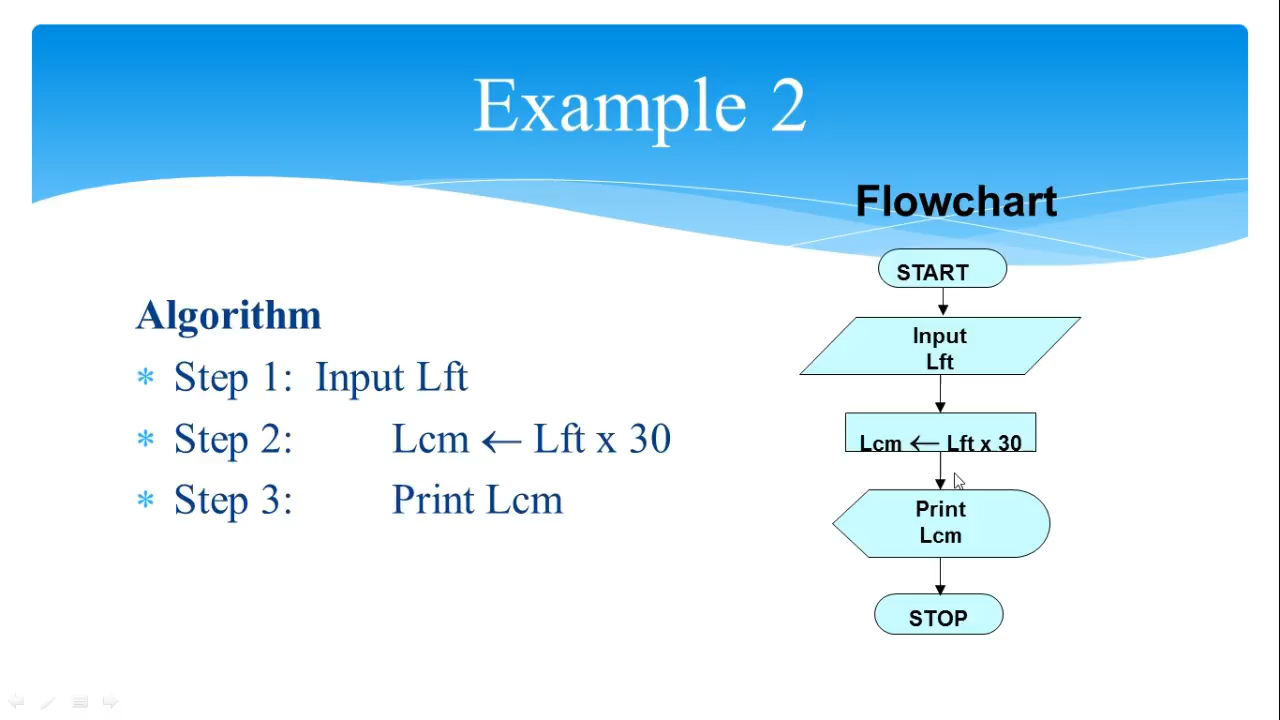 Example 2
Algorithm
* Step 1: Input Lft
* Step 2: Lcm ← Lft x 30
* Step 3: Print Lcm
Flowchart
START
Input
Lft
Lcm ← Lft x 30
Print
Lcm
STOP